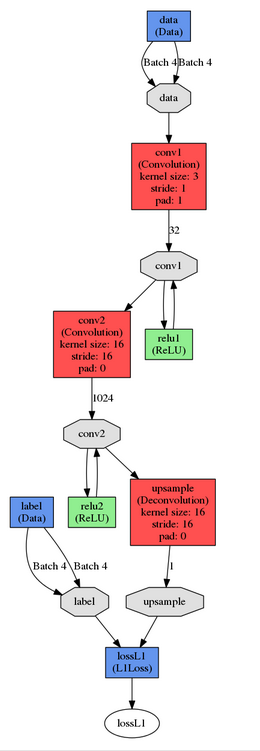 data
(Data)
Batch 4
Batch 4
data
conv1
(Convolution)
kernel size: 3
stride: 1
pad: 1
32
conv1
relu1
(ReLU)
conv2
(Convolution)
kernel size: 16
stride: 16
pad: 0
1024
conv2
relu2
(ReLU)
upsample
(Deconvolution)
kernel size: 16
stride: 16
pad: 0
label
(Data)
Batch 4
Batch 4
1
label
upsample
lossL1
(L1Loss)
lossL1